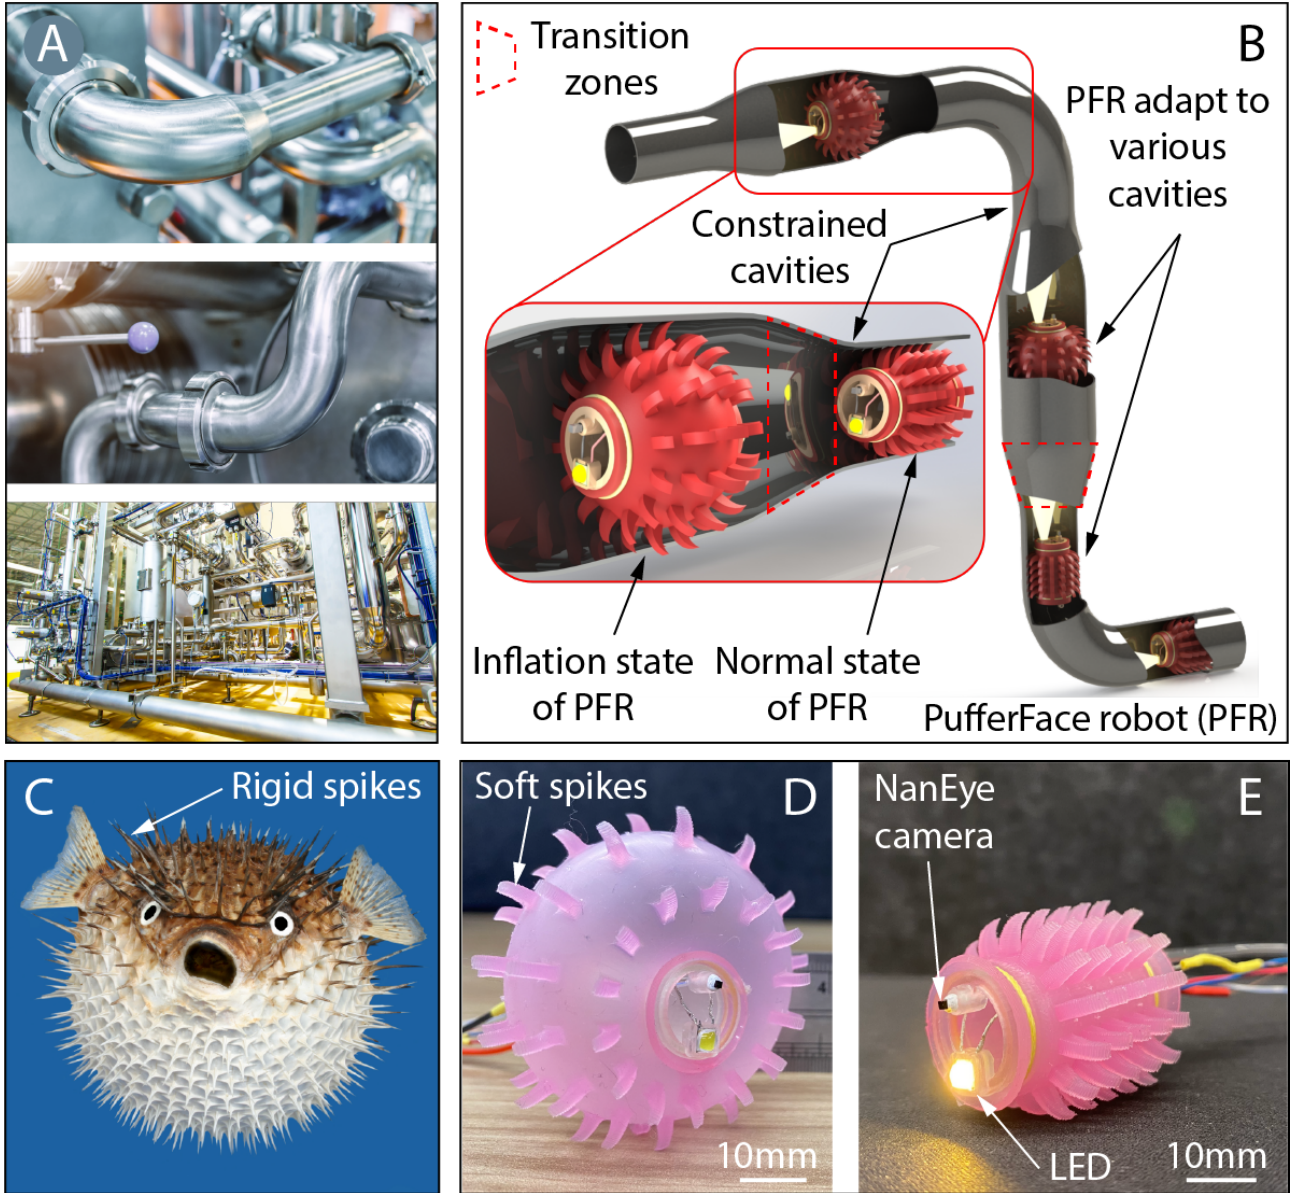 A
Transition
zones
B
PFR adapt to
various
cavities
Constrained
cavities
Inflation state
of PFR
Normal state
of PFR
PufferFace robot (PFR)
C
Rigid spikes
Soft spikes
D
10mm
NanEye
camera
E
LED
10mm